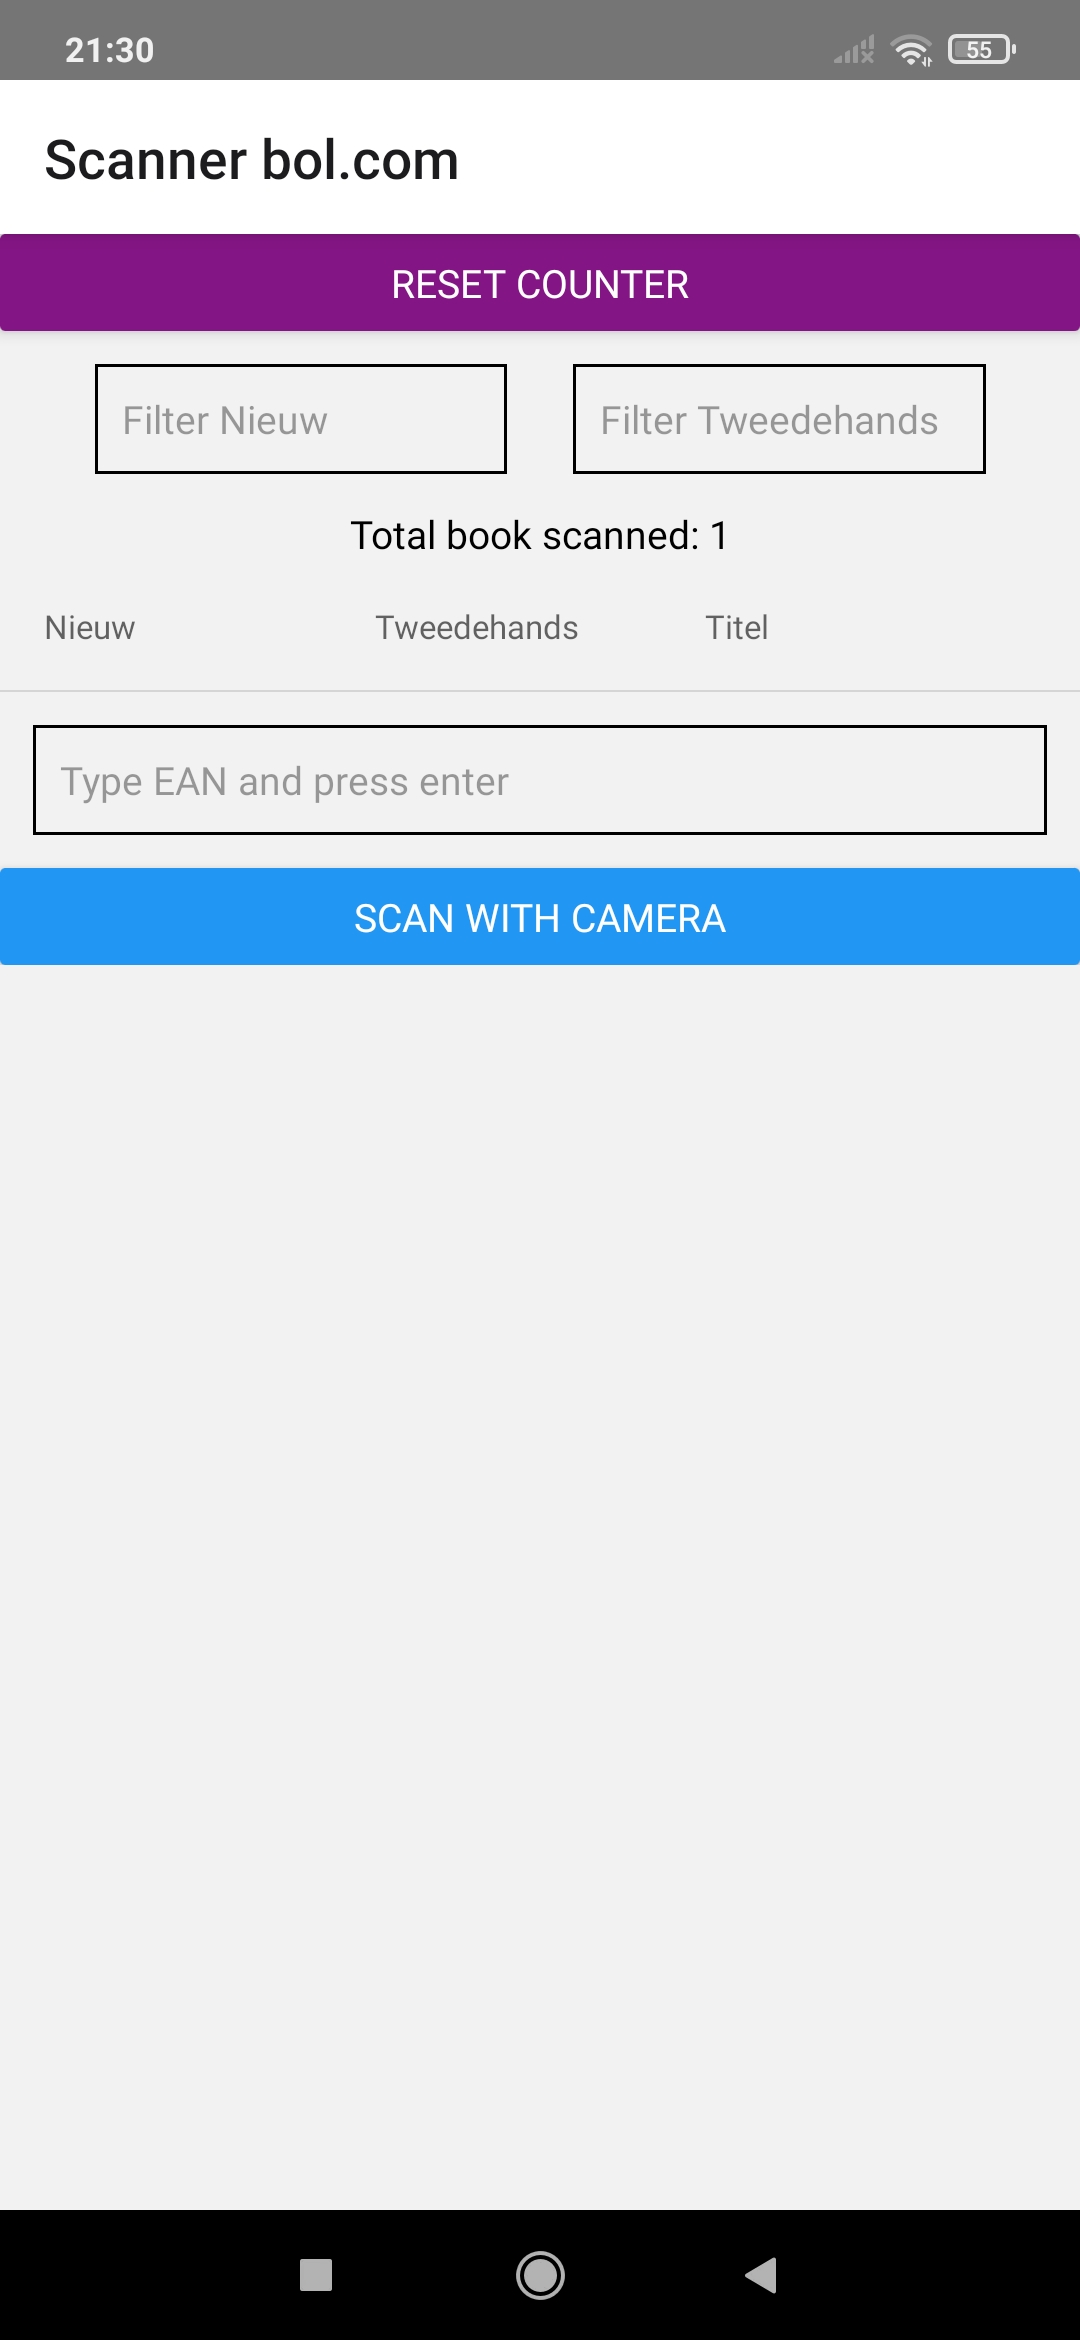 21:30
55
Scanner bol.com
RESET COUNTER
Filter Nieuw
Filter Tweedehands
Total book scanned: 1
Nieuw
Tweedehands
Titel
Type EAN and press enter
SCAN WITH CAMERA